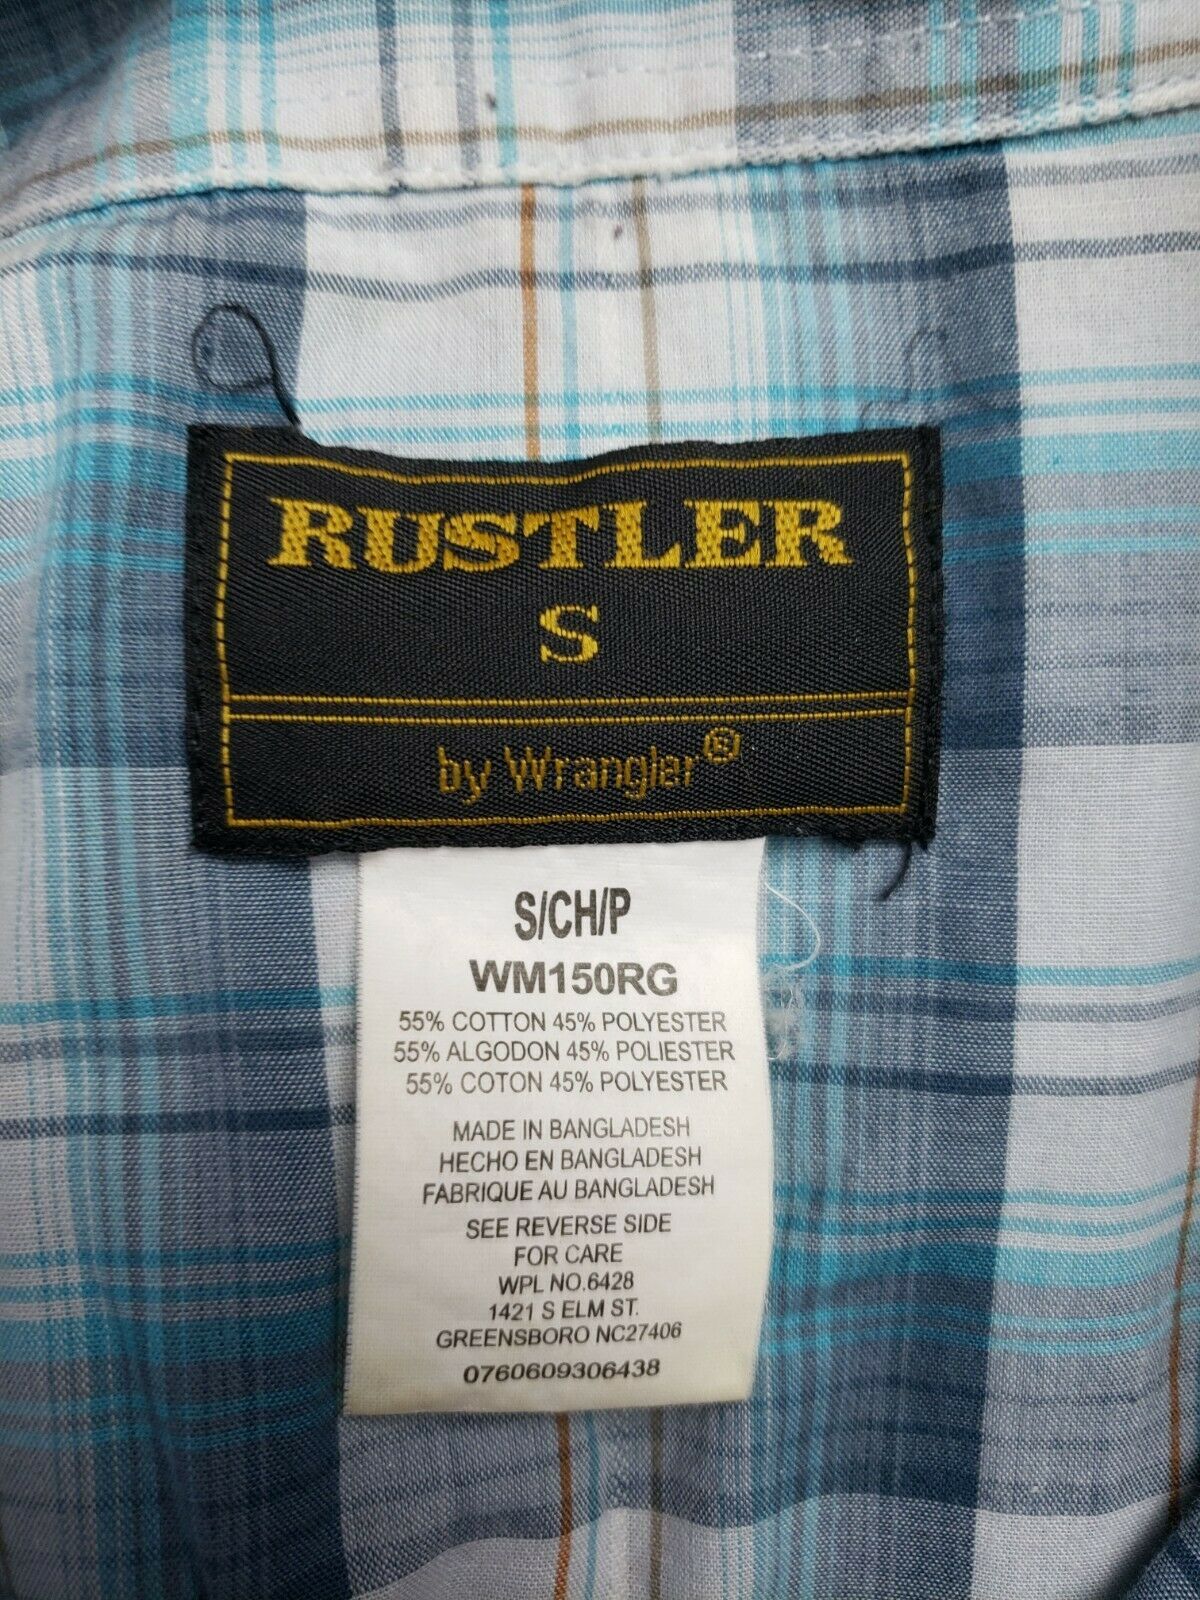 RUSTLER
S
by Wrangler®
S/CH/P
WM150RG
55% COTTON 45% POLYESTER
55% ALGODON 45% POLIESTER
55% COTON 45% POLYESTER
MADE IN BANGLADESH
HECHO EN BANGLADESH
FABRIQUE AU BANGLADESH
SEE REVERSE SIDE
FOR CARE
WPL NO.6428
1421 S ELM ST.
GREENSBORO NC27406
0760609306438